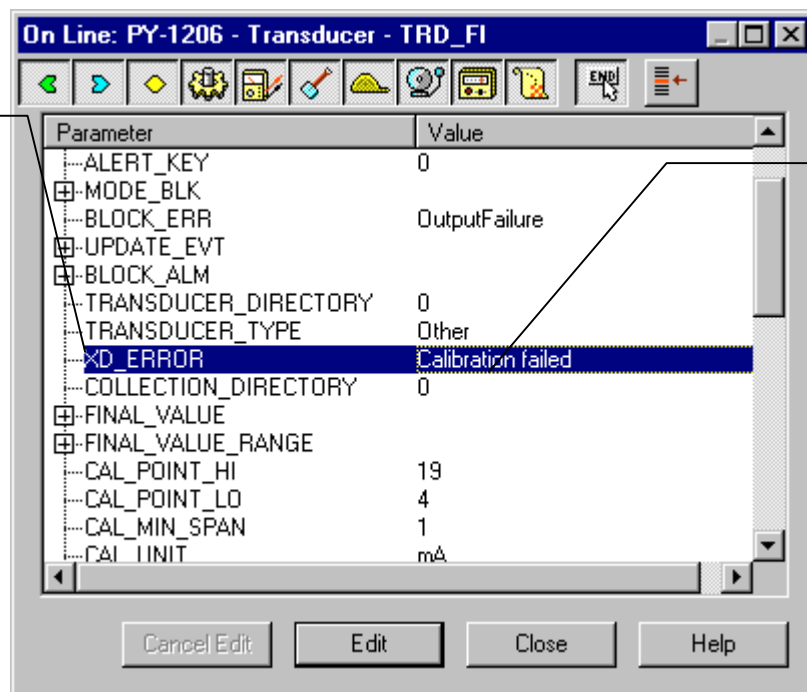 On Line: PY-1206 - Transducer - TRD_FI
END
Parameter Value
ALERT_KEY 0
MODE_BLK
BLOCK_ERR OutputFailure
UPDATE_EVT
BLOCK_ALM
TRANSDUCER_DIRECTORY 0
TRANSDUCER_TYPE Other
XD_ERROR Calibration failed
COLLECTION_DIRECTORY 0
FINAL_VALUE
FINAL_VALUE_RANGE
CAL_POINT_HI 19
CAL_POINT_LO 4
CAL_MIN_SPAN 1
CAL_UNIT mA
Cancel Edit Edit Close Help